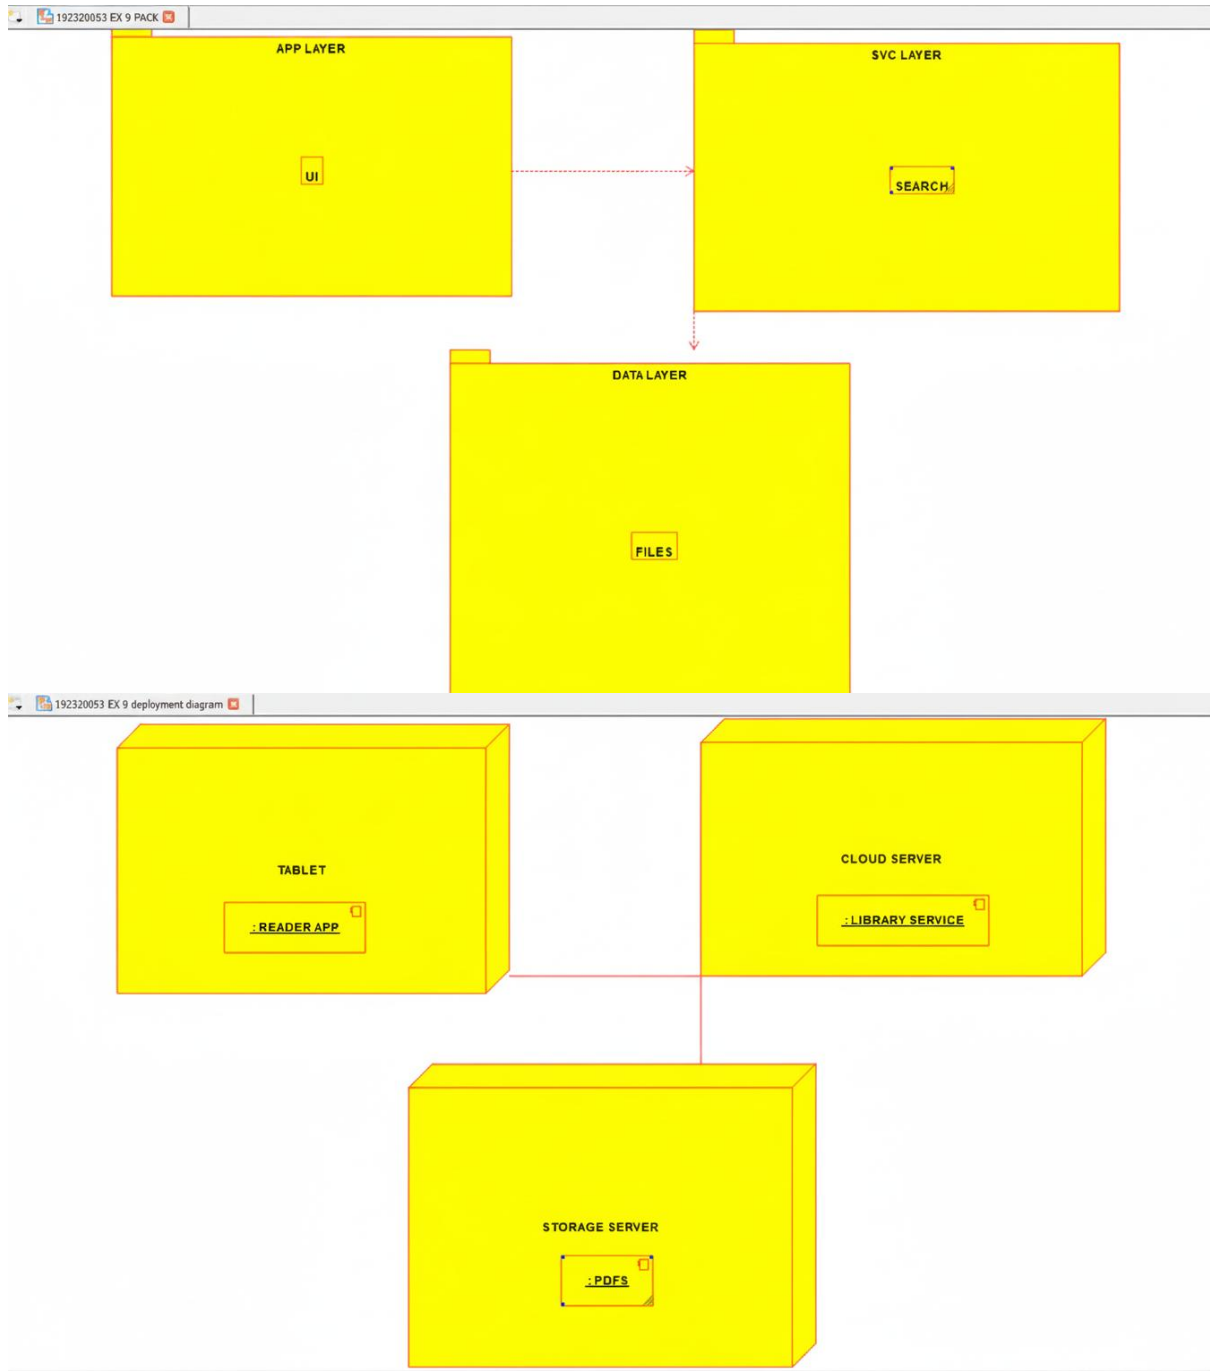 192320053 EX 9 PACK
APP LAYER
SVC LAYER
UI
SEARCH
DATA LAYER
FILES
192320053 EX 9 deployment diagram
TABLET
CLOUD SERVER
: READER APP
: LIBRARY SERVICE
STORAGE SERVER
: PDFS